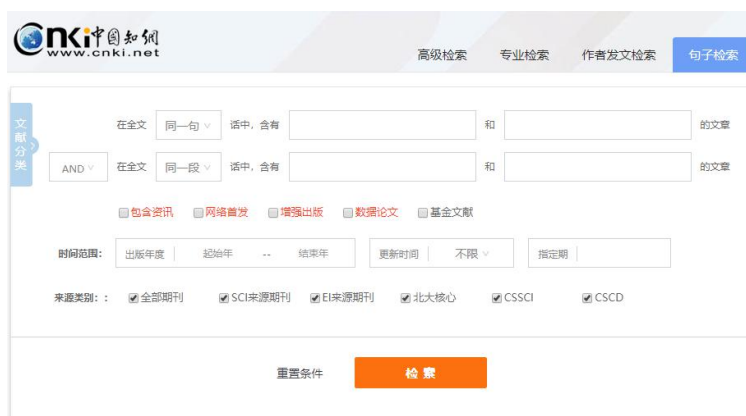 cnki中国知网
www.cnki.net
高级检索 专业检索 作者发文检索 句子检索
文献分类
在全文 同一句 话中, 含有 和 的文章
AND 在全文 同一段 话中, 含有 和 的文章
包含资讯 网络首发 增强出版 数据论文 基金文献
时间范围: 出版年度 起始年 -- 结束年 更新时间 不限 指定期
来源类别: : 全部期刊 SCI来源期刊 EI来源期刊 北大核心 CSSCI CSCD
重置条件 检索